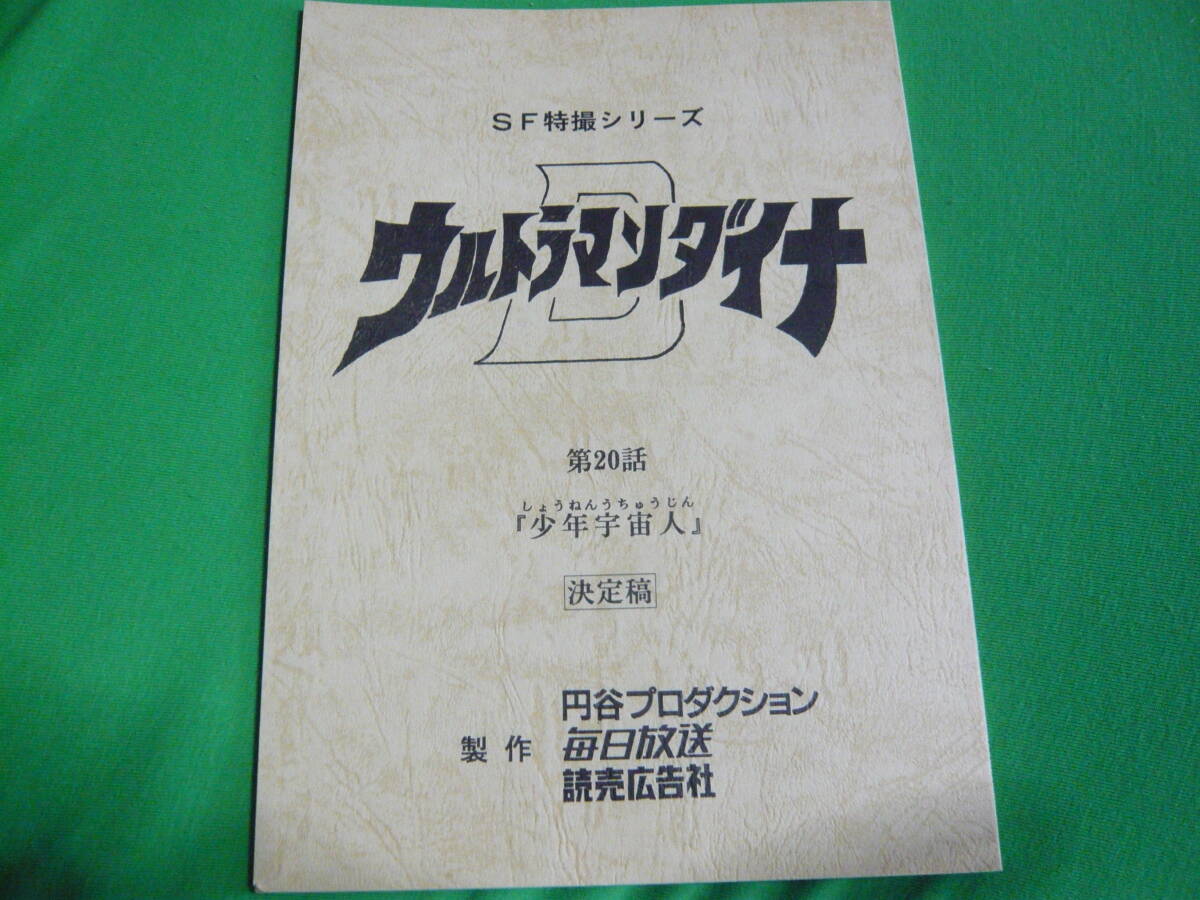 SF特撮シリーズ
D
ウルトラマンダイナ
第20話
しょうねんうちゅうじん
『少年宇宙人』
決定稿
円谷プロダクション
製作 毎日放送
読売広告社